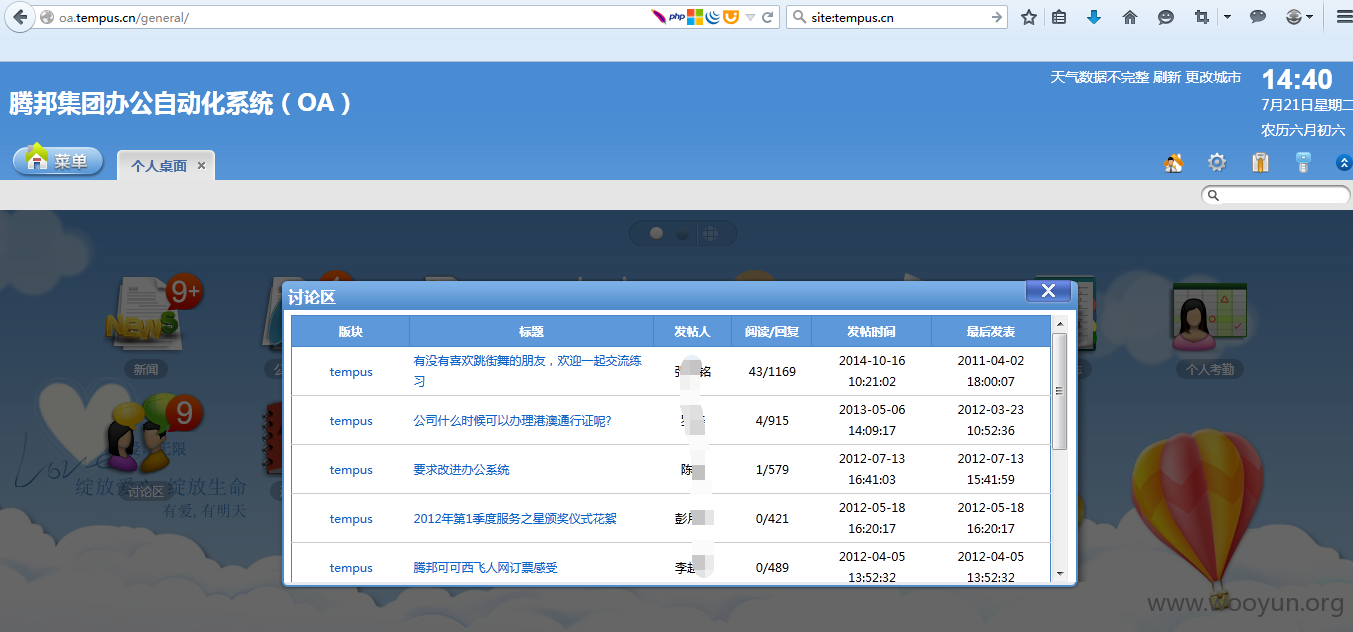 oa.tempus.cn/general/
php
site:tempus.cn
腾邦集团办公自动化系统（OA）
天气数据不完整 刷新 更改城市
14:40
7月21日星期二
农历六月初六
菜单
个人桌面
9+
NEWS
新闻
个人考勤
9
讨论区
Love
绽放爱心 绽放生命
有爱,有明天
讨论区
版块 标题 发帖人 阅读/回复 发帖时间 最后发表
tempus 有没有喜欢跳街舞的朋友，欢迎一起交流练习 铭 43/1169 2014-10-16 10:21:02 2011-04-02 18:00:07
tempus 公司什么时候可以办理港澳通行证呢? 4/915 2013-05-06 14:09:17 2012-03-23 10:52:36
tempus 要求改进办公系统 陈 1/579 2012-07-13 16:41:03 2012-07-13 15:41:59
tempus 2012年第1季度服务之星颁奖仪式花絮 彭 0/421 2012-05-18 16:20:17 2012-05-18 16:20:17
tempus 腾邦可可西飞人网订票感受 李 0/489 2012-04-05 13:52:32 2012-04-05 13:52:32
www.wooyun.org